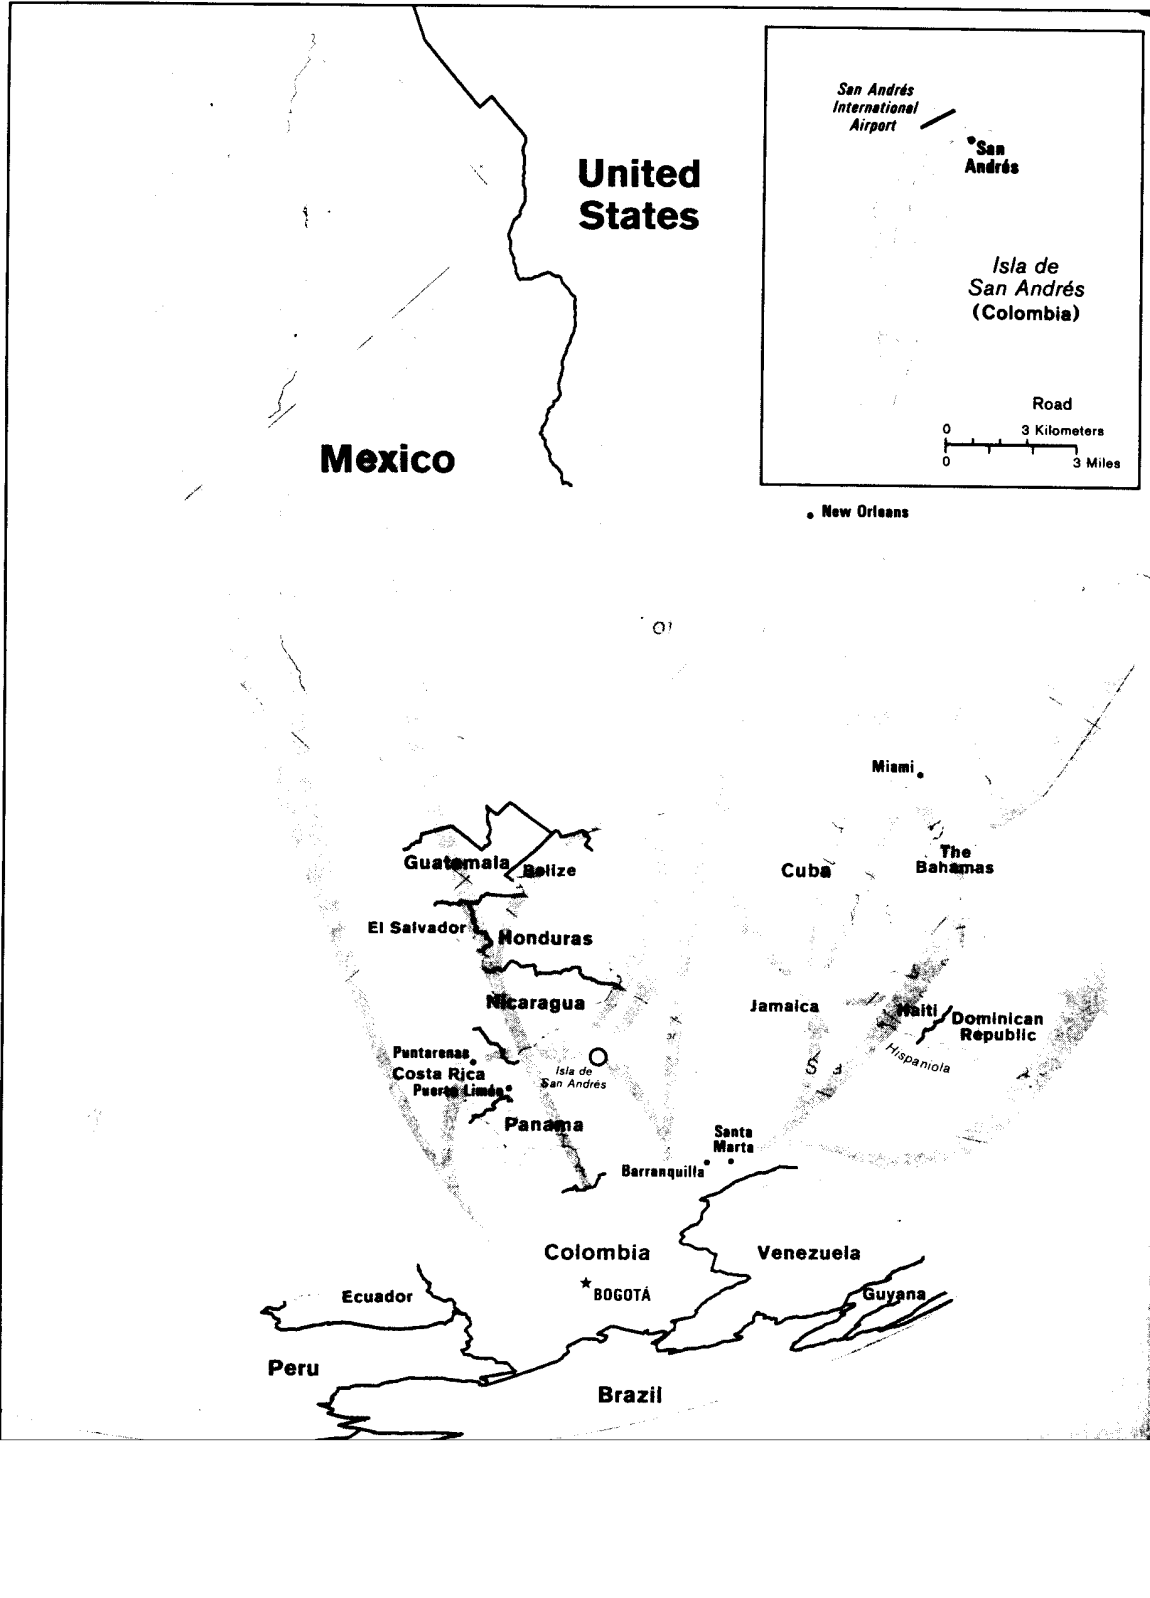 San Andrés
International
Airport
San
Andrés
Isla de
San Andrés
(Colombia)
Road
0 3 Kilometers
0 3 Miles
United
States
Mexico
New Orleans
Miami
The
Bahamas
Cuba
Guatemala
Belize
El Salvador
Honduras
Nicaragua
Jamaica
Haiti
Dominican
Republic
Hispaniola
Puntarenas
Costa Rica
Puerto Limón
Isla de
San Andrés
Panama
Santa
Marta
Barranquilla
Colombia
BOGOTÁ
Venezuela
Guyana
Ecuador
Peru
Brazil